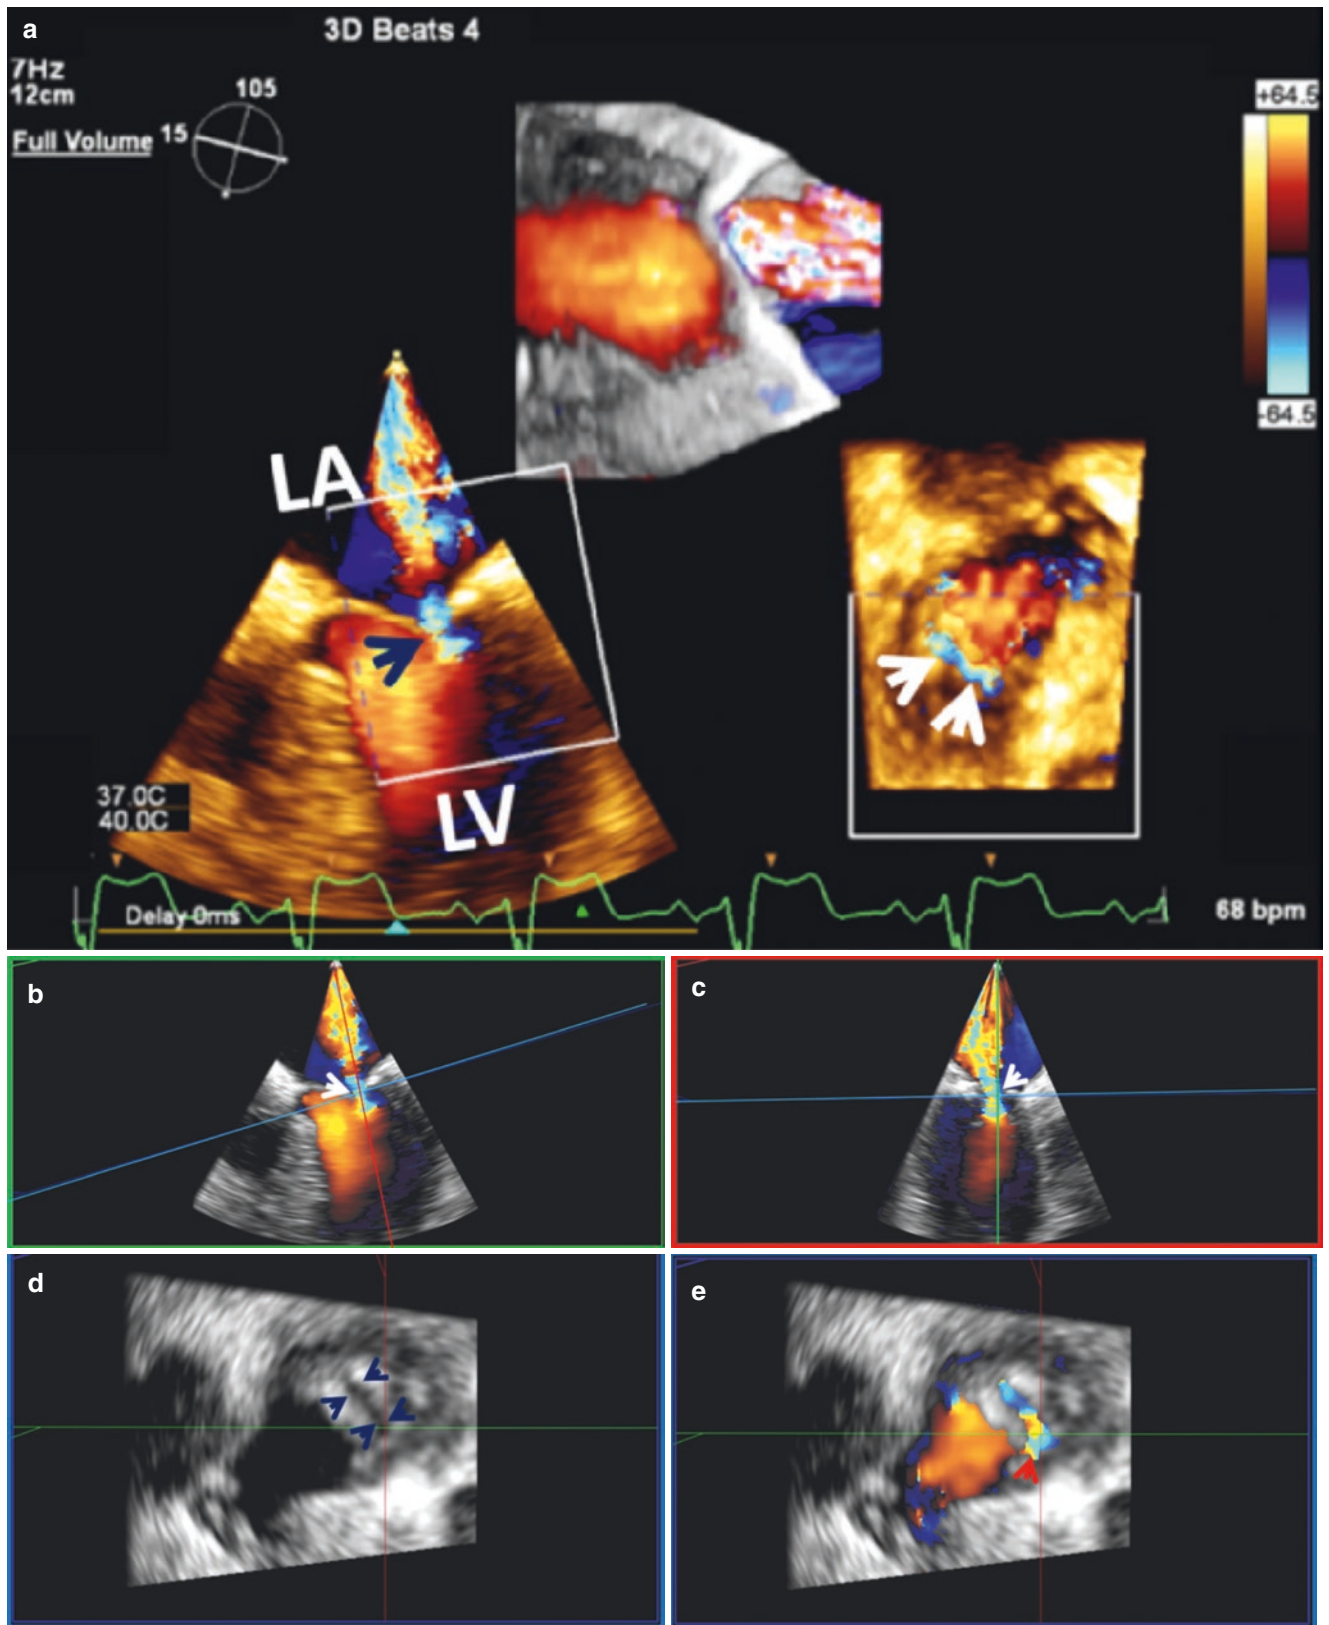 a
3D Beats 4
7Hz
12cm
105
15
Full Volume
+64.5
-64.5
LA
LV
37.0C
40.0C
Delay 0ms
68 bpm
b
c
d
e